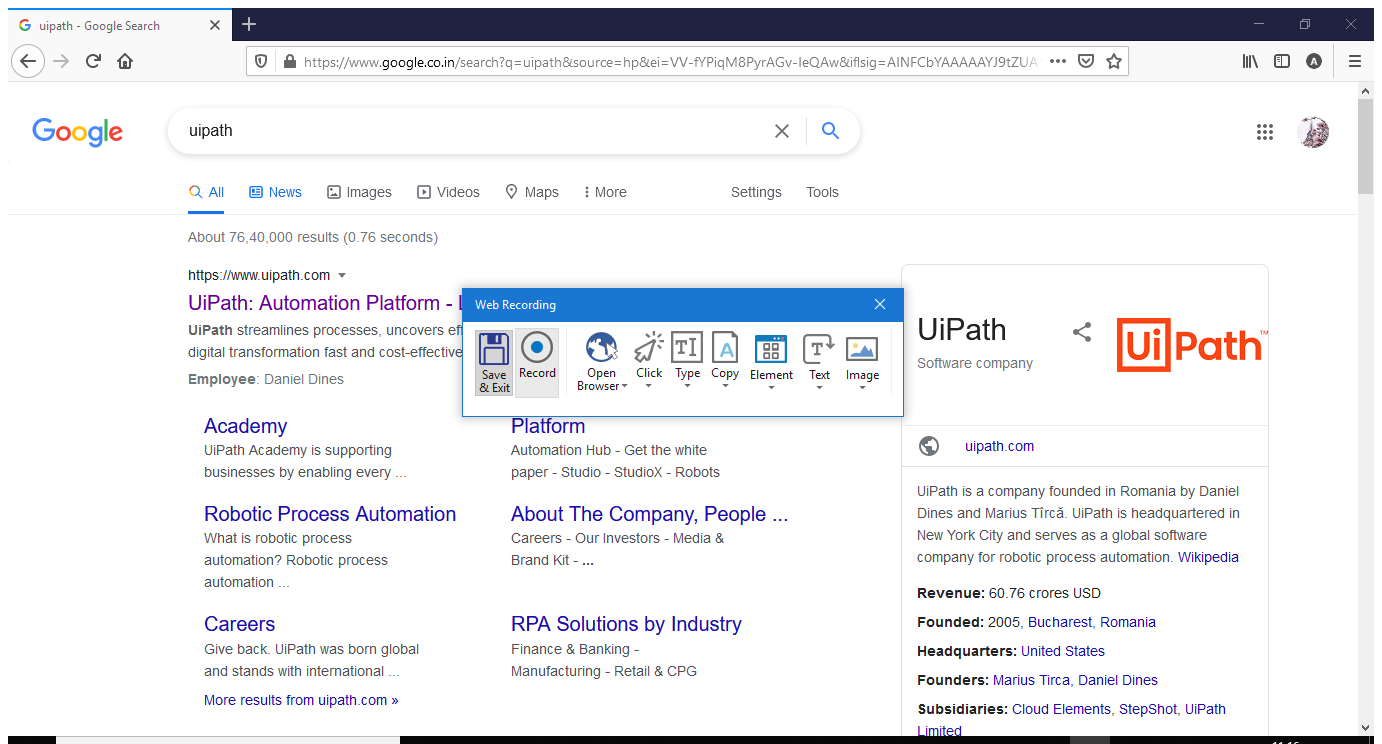 uipath - Google Search
https://www.google.co.in/search?q=uipath&source=hp&ei=VV-fYPiqM8PyrAGv-IeQAw&iflsig=AINFCbYAAAAAYJ9tZUA
A
Google
uipath
All News Images Videos Maps More Settings Tools
About 76,40,000 results (0.76 seconds)
https://www.uipath.com
UiPath: Automation Platform -
UiPath streamlines processes, uncovers
digital transformation fast and cost-effective
Employee: Daniel Dines
Academy
UiPath Academy is supporting
businesses by enabling every ...
Platform
Automation Hub - Get the white
paper - Studio - StudioX - Robots
Robotic Process Automation
What is robotic process
automation? Robotic process
automation ...
About The Company, People ...
Careers - Our Investors - Media &
Brand Kit - ...
Careers
Give back. UiPath was born global
and stands with international ...
RPA Solutions by Industry
Finance & Banking -
Manufacturing - Retail & CPG
More results from uipath.com »
Web Recording
Save & Exit
Record
Open Browser
Click
Type
Copy
Element
Text
Image
UiPath
Software company
UiPath™
uipath.com
UiPath is a company founded in Romania by Daniel
Dines and Marius Tîrcă. UiPath is headquartered in
New York City and serves as a global software
company for robotic process automation. Wikipedia
Revenue: 60.76 crores USD
Founded: 2005, Bucharest, Romania
Headquarters: United States
Founders: Marius Tirca, Daniel Dines
Subsidiaries: Cloud Elements, StepShot, UiPath
Limited